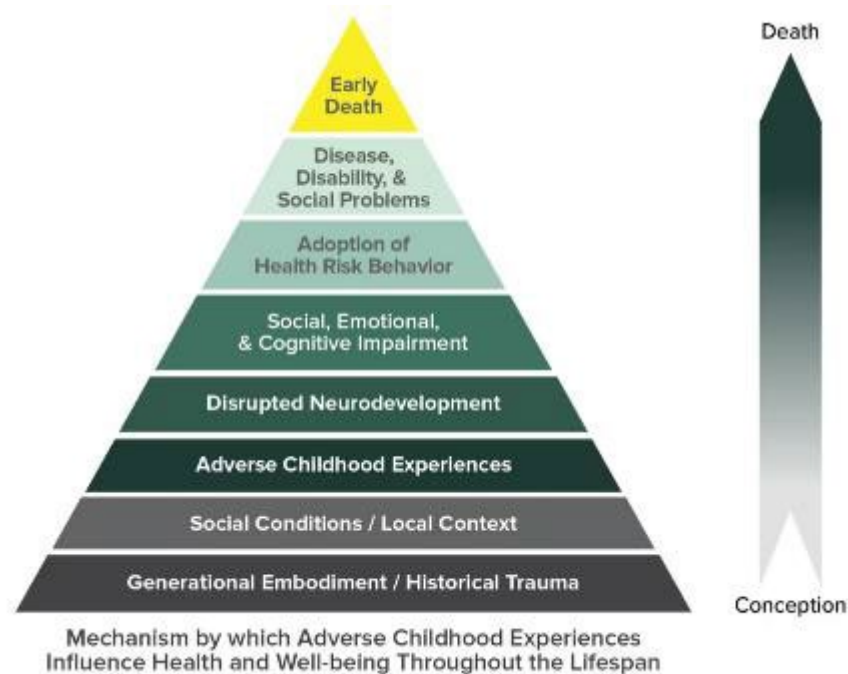 Death
Early
Death
Disease,
Disability, &
Social Problems
Adoption of
Health Risk Behavior
Social, Emotional,
& Cognitive Impairment
Disrupted Neurodevelopment
Adverse Childhood Experiences
Social Conditions / Local Context
Generational Embodiment / Historical Trauma
Conception
Mechanism by which Adverse Childhood Experiences
Influence Health and Well-being Throughout the Lifespan